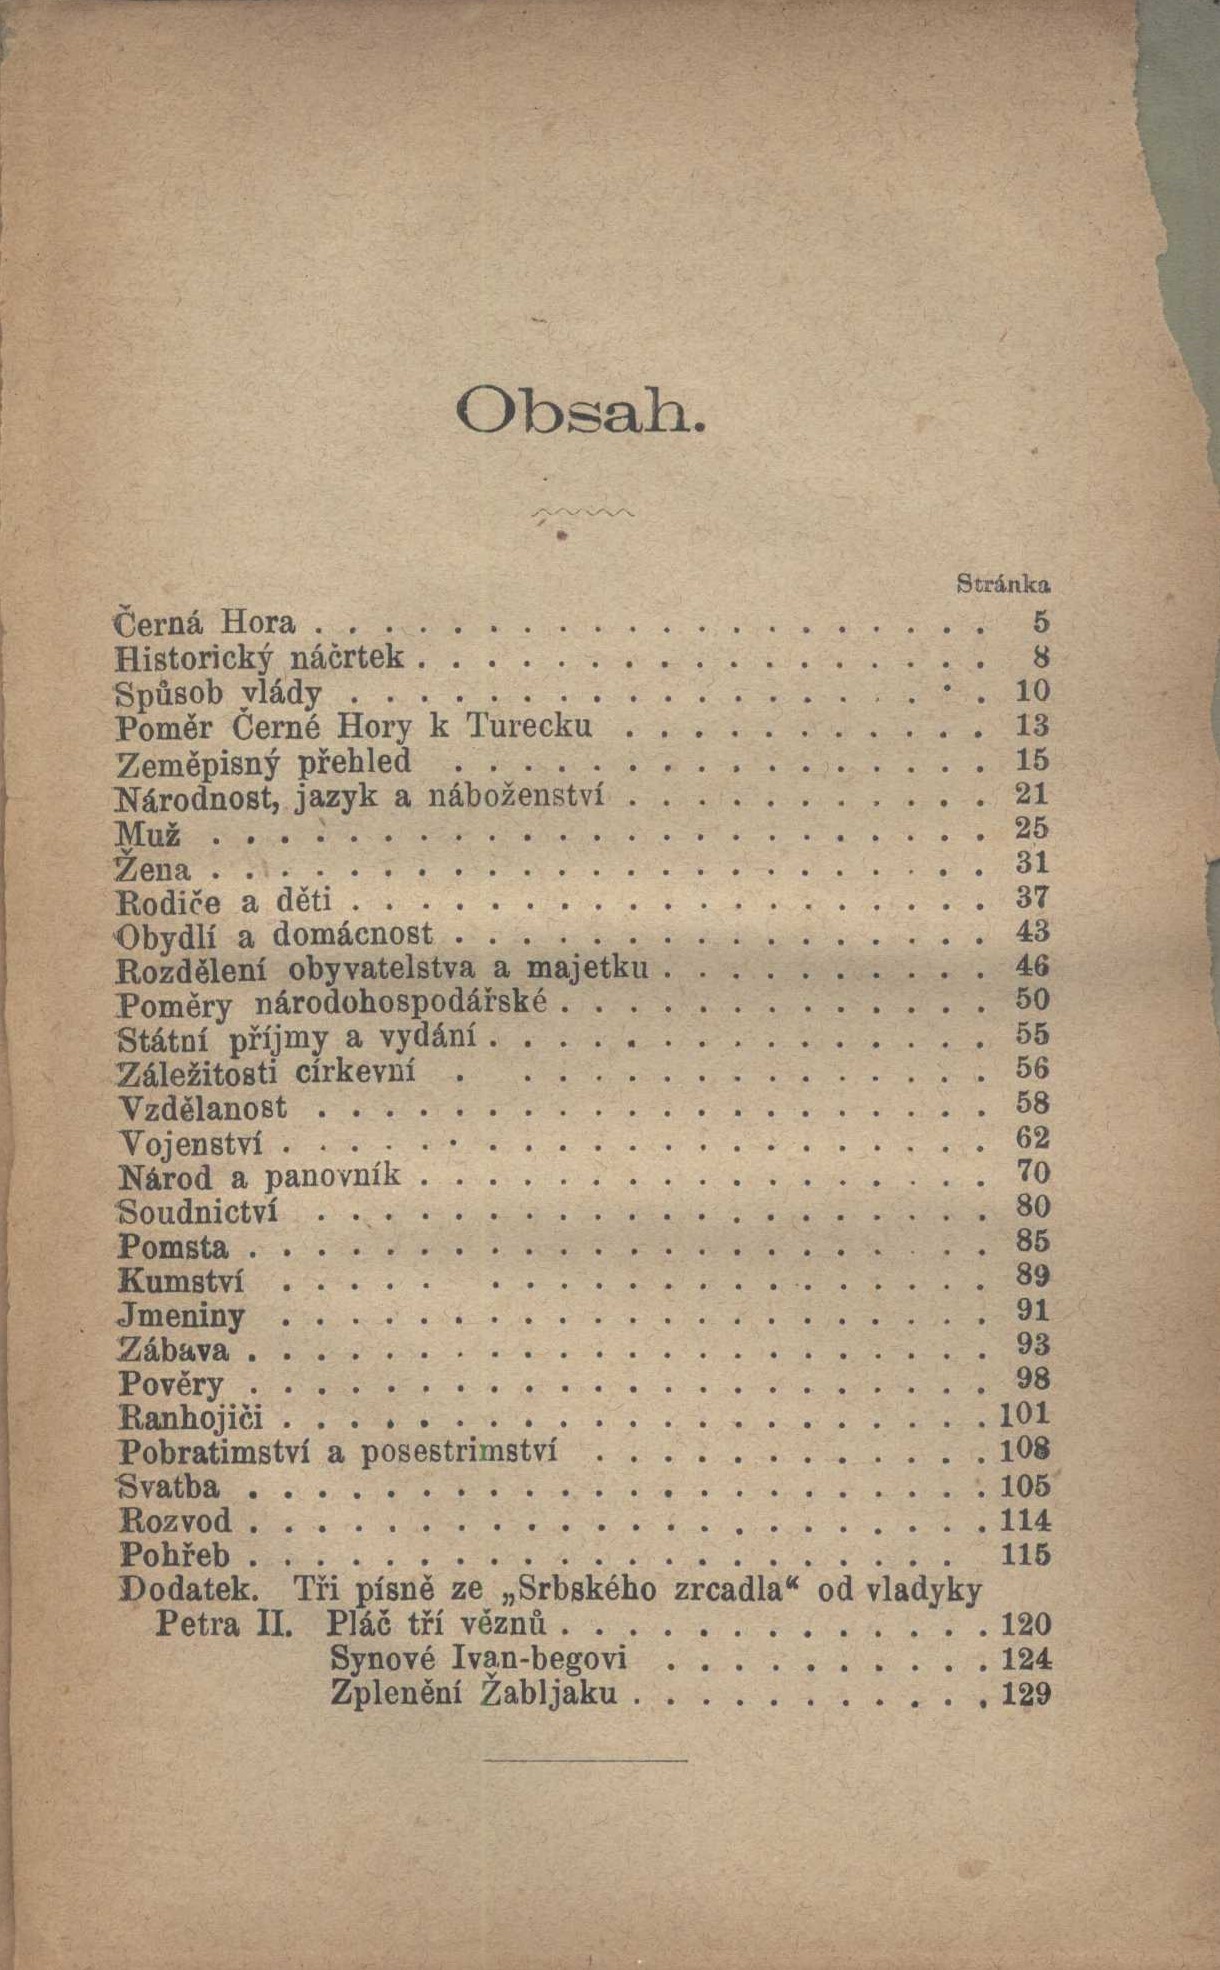 Obsah.
Stránka
Černá Hora . . . . . . . . . . . . . . . . . . . . 5
Historický náčrtek . . . . . . . . . . . . . . . . . 8
Spůsob vlády . . . . . . . . . . . . . . . . . . . 10
Poměr Černé Hory k Turecku . . . . . . . . . . . 13
Zeměpisný přehled . . . . . . . . . . . . . . . . 15
Národnost, jazyk a náboženství . . . . . . . . . . . 21
Muž . . . . . . . . . . . . . . . . . . . . . . . 25
Žena . . . . . . . . . . . . . . . . . . . . . . . 31
Rodiče a děti . . . . . . . . . . . . . . . . . . . 37
Obydlí a domácnost . . . . . . . . . . . . . . . . 43
Rozdělení obyvatelstva a majetku . . . . . . . . . . 46
Poměry národohospodářské . . . . . . . . . . . . . 50
Státní příjmy a vydání . . . . . . . . . . . . . . . 55
Záležitosti církevní . . . . . . . . . . . . . . . 56
Vzdělanost . . . . . . . . . . . . . . . . . . . . 58
Vojenství . . . . . . . . . . . . . . . . . . . . . 62
Národ a panovník . . . . . . . . . . . . . . . . . 70
Soudnictví . . . . . . . . . . . . . . . . . . . . 80
Pomsta . . . . . . . . . . . . . . . . . . . . . . 85
Kumství . . . . . . . . . . . . . . . . . . . . 89
Jmeniny . . . . . . . . . . . . . . . . . . . . . 91
Zábava . . . . . . . . . . . . . . . . . . . . . . 93
Pověry . . . . . . . . . . . . . . . . . . . . . . 98
Ranhojiči . . . . . . . . . . . . . . . . . . . . . 101
Pobratimství a posestrimství . . . . . . . . . . . . 108
Svatba . . . . . . . . . . . . . . . . . . . . . . 105
Rozvod . . . . . . . . . . . . . . . . . . . . . . 114
Pohřeb . . . . . . . . . . . . . . . . . . . . . 115
Dodatek. Tři písně ze „Srbského zrcadla“ od vladyky
Petra II. Pláč tří věznů . . . . . . . . . . . . . 120
Synové Ivan-begovi . . . . . . . . . . 124
Zplenění Žabljaku . . . . . . . . . . . 129